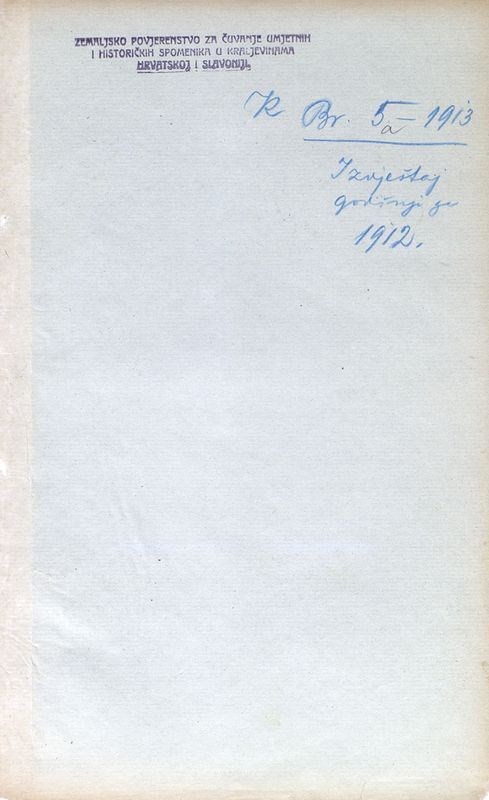 ZEMALJSKO POVJERENSTVO ZA ČUVANJE UMJETNIH
I HISTORIČKIH SPOMENIKA U KRALJEVINAMA
HRVATSKOJ I SLAVONIJI.
K Br. 5a – 1913
Izvještaj
godišnji za
1912.